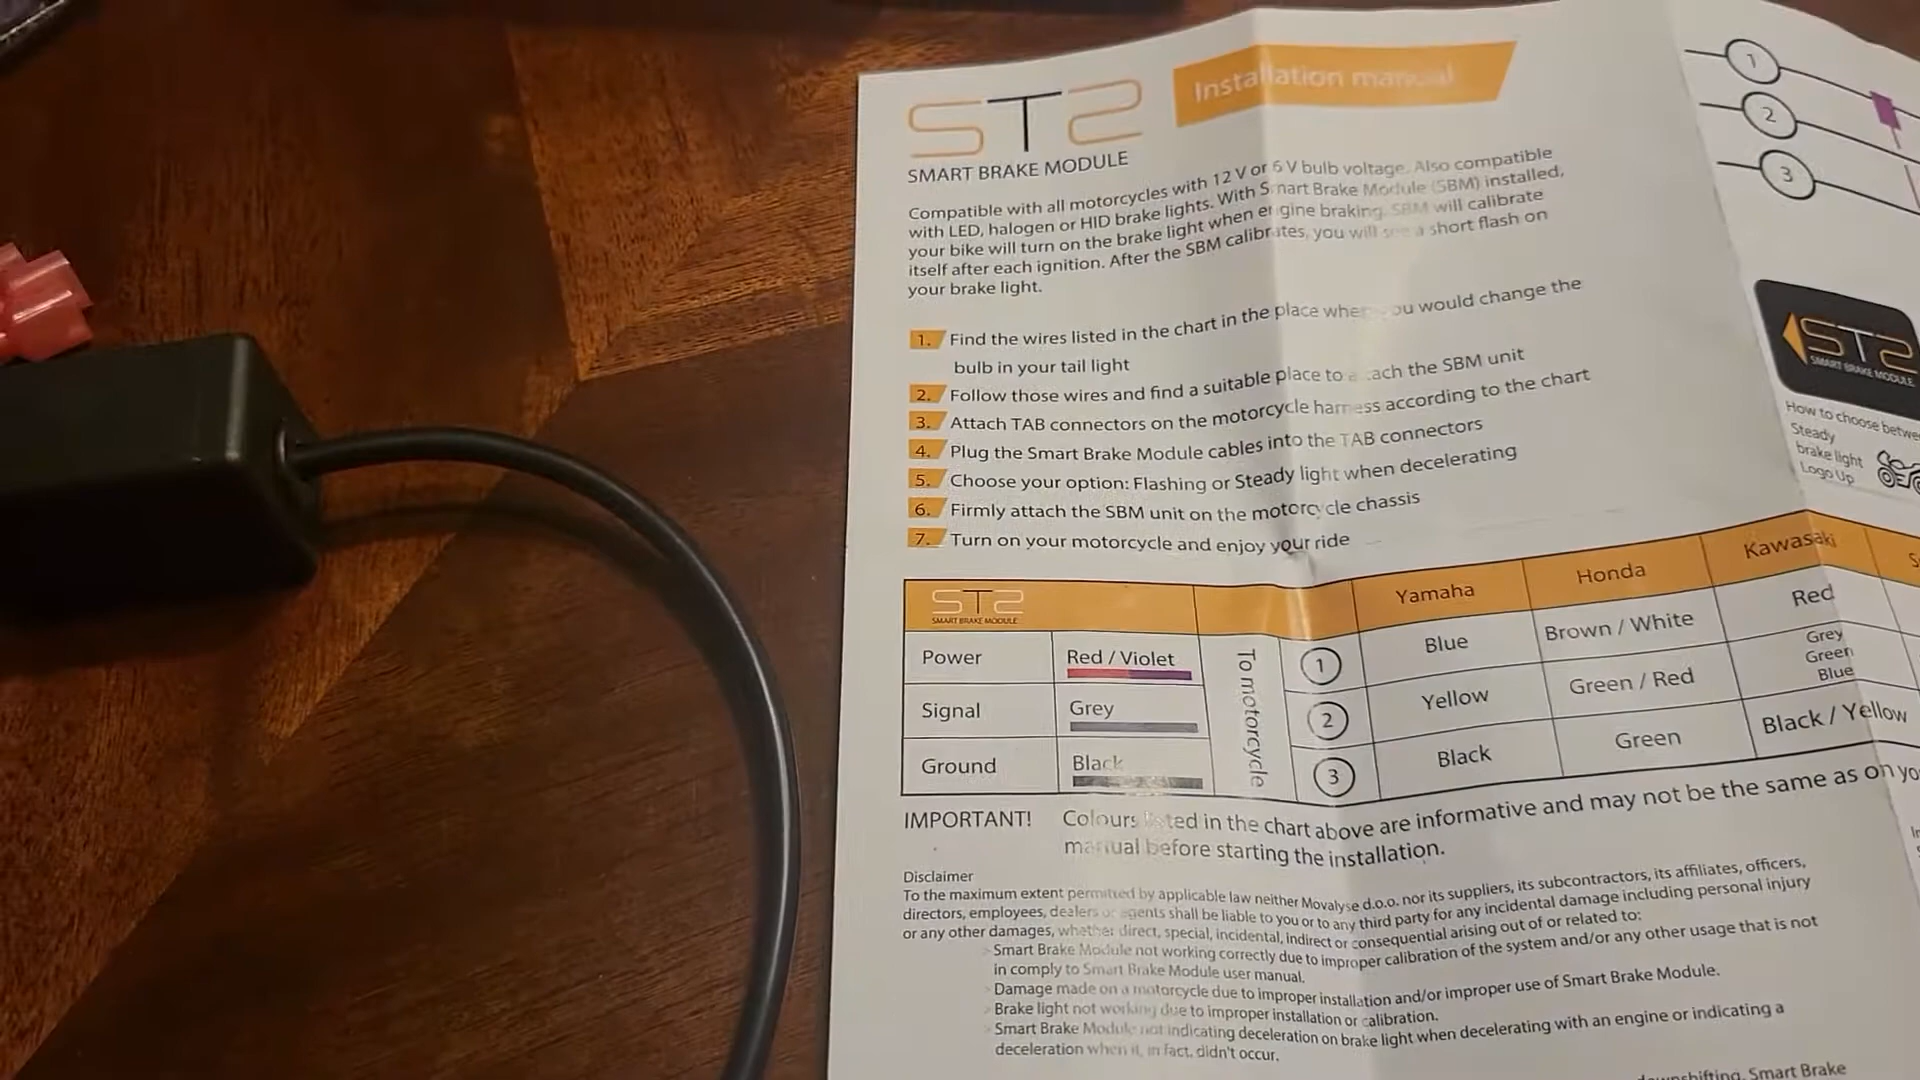 STS
Installation manual
SMART BRAKE MODULE
Compatible with all motorcycles with 12 V or 6 V bulb voltage. Also compatible
with LED, halogen or HID brake lights. With Smart Brake Module (SBM) installed,
your bike will turn on the brake light when engine braking. SBM will calibrate
itself after each ignition. After the SBM calibrates, you will see a short flash on
your brake light.
1. Find the wires listed in the chart in the place where you would change the
bulb in your tail light
2. Follow those wires and find a suitable place to attach the SBM unit
3. Attach TAB connectors on the motorcycle harness according to the chart
4. Plug the Smart Brake Module cables into the TAB connectors
5. Choose your option: Flashing or Steady light when decelerating
6. Firmly attach the SBM unit on the motorcycle chassis
7. Turn on your motorcycle and enjoy your ride
1
2
3
STS
SMART BRAKE MODULE
How to choose betwe
Steady
brake light
Logo Up
STS
SMART BRAKE MODULE
Yamaha Honda Kawasaki S
Power Red / Violet To motorcycle 1 Blue Brown / White Red
Signal Grey 2 Yellow Green / Red Grey
Green
Blue
Ground Black 3 Black Green Black / Yellow
IMPORTANT! Colours listed in the chart above are informative and may not be the same as on yo
manual before starting the installation.
Disclaimer
To the maximum extent permitted by applicable law neither Movalyse d.o.o. nor its suppliers, its subcontractors, its affiliates, officers,
directors, employees, dealers or agents shall be liable to you or to any third party for any incidental damage including personal injury
or any other damages, whether direct, special, incidental, indirect or consequential arising out of or related to:
> Smart Brake Module not working correctly due to improper calibration of the system and/or any other usage that is not
in comply to Smart Brake Module user manual.
> Damage made on a motorcycle due to improper installation and/or improper use of Smart Brake Module.
> Brake light not working due to improper installation or calibration.
> Smart Brake Module not indicating deceleration on brake light when decelerating with an engine or indicating a
deceleration when it, in fact, didn't occur.
downshifting, Smart Brake